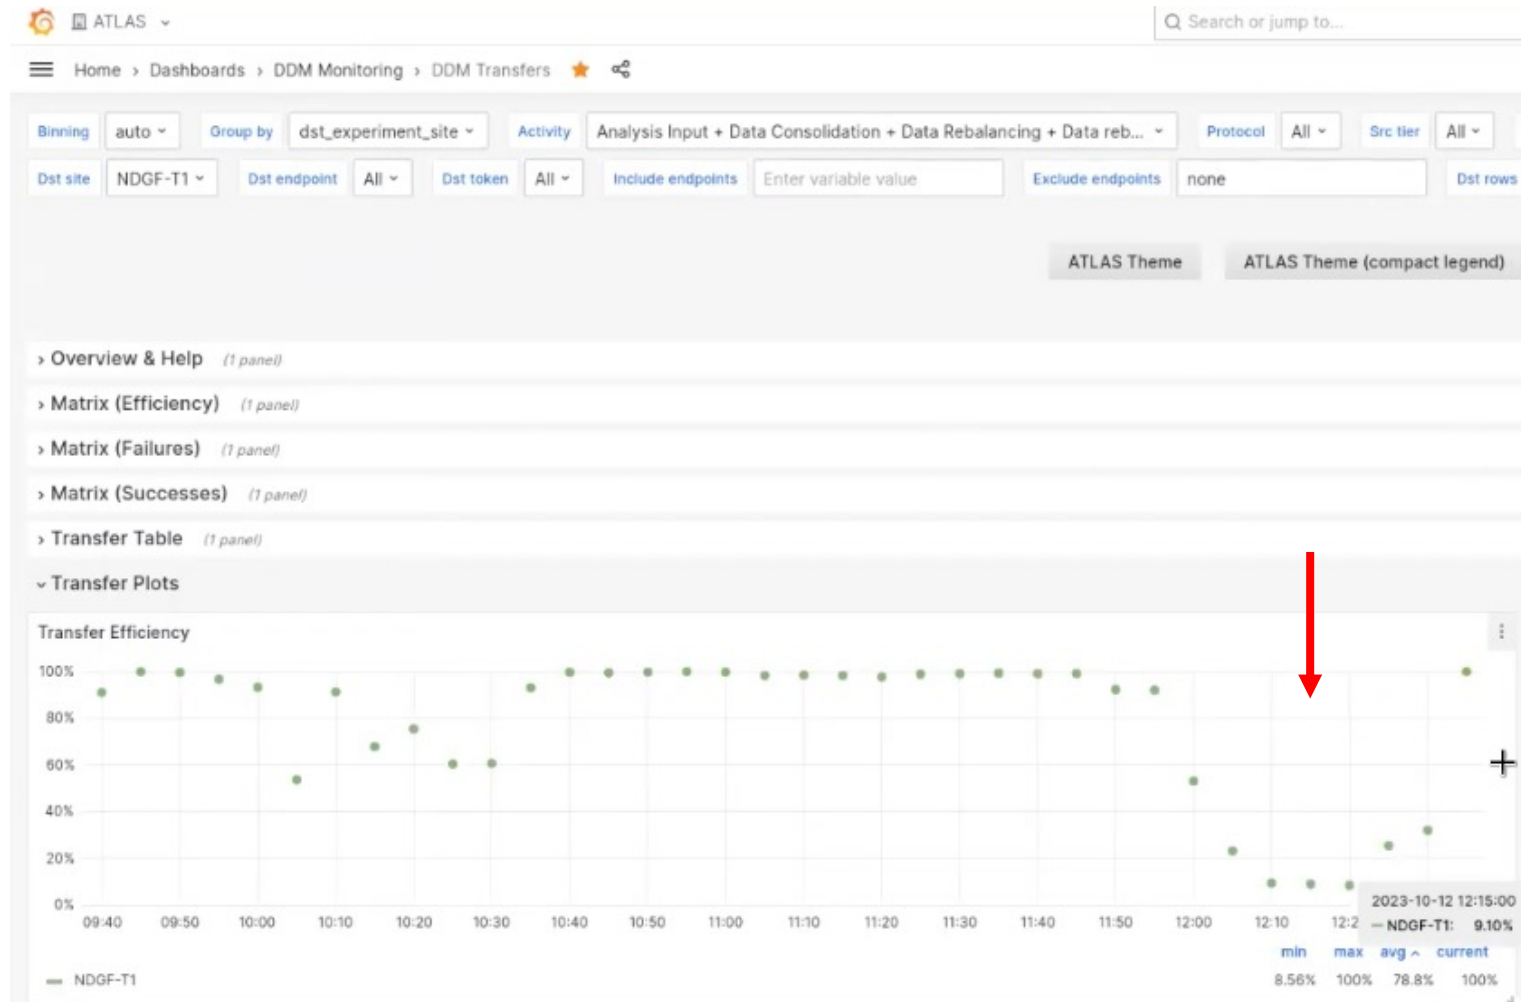 ATLAS
Search or jump to...
Home > Dashboards > DDM Monitoring > DDM Transfers
Binning auto Group by dst_experiment_site Activity Analysis Input + Data Consolidation + Data Rebalancing + Data reb... Protocol All Src tier All
Dst site NDGF-T1 Dst endpoint All Dst token All Include endpoints Enter variable value Exclude endpoints none Dst rows
ATLAS Theme ATLAS Theme (compact legend)
> Overview & Help (1 panel)
> Matrix (Efficiency) (1 panel)
> Matrix (Failures) (1 panel)
> Matrix (Successes) (1 panel)
> Transfer Table (1 panel)
Transfer Plots
Transfer Efficiency
100%
80%
60%
40%
20%
0%
09:40 09:50 10:00 10:10 10:20 10:30 10:40 10:50 11:00 11:10 11:20 11:30 11:40 11:50 12:00 12:10 12:2
2023-10-12 12:15:00
NDGF-T1: 9.10%
min max avg current
NDGF-T1 8.56% 100% 78.8% 100%